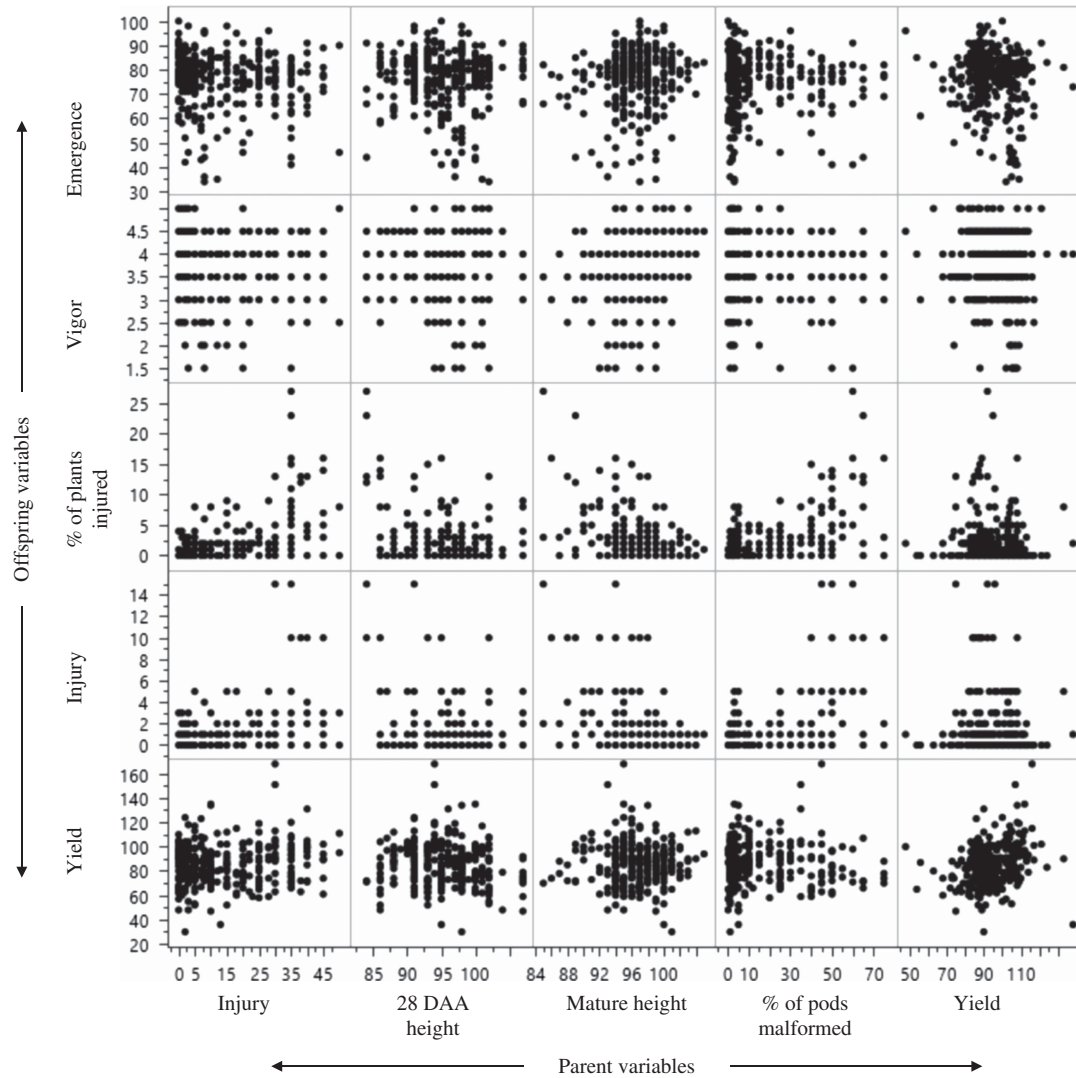 100
90
80
70
60
50
40
30
Emergence
4.5
4
3.5
3
2.5
2
1.5
Vigor
25
20
15
10
5
0
% of plants
injured
14
12
10
8
6
4
2
0
Injury
160
140
120
100
80
60
40
20
Yield
Offspring variables
0 5 15 25 35 45
85 90 95 100
84 88 92 96 100
0 10 30 50 70
50 70 90 110
Injury
28 DAA
height
Mature height
% of pods
malformed
Yield
Parent variables